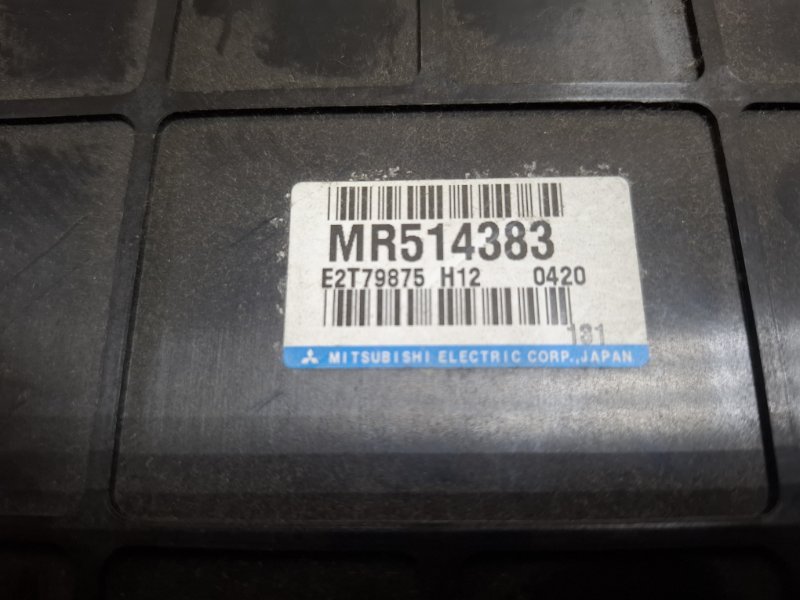 MR514383
E2T79875 H12 0420
131
MITSUBISHI ELECTRIC CORP.,JAPAN